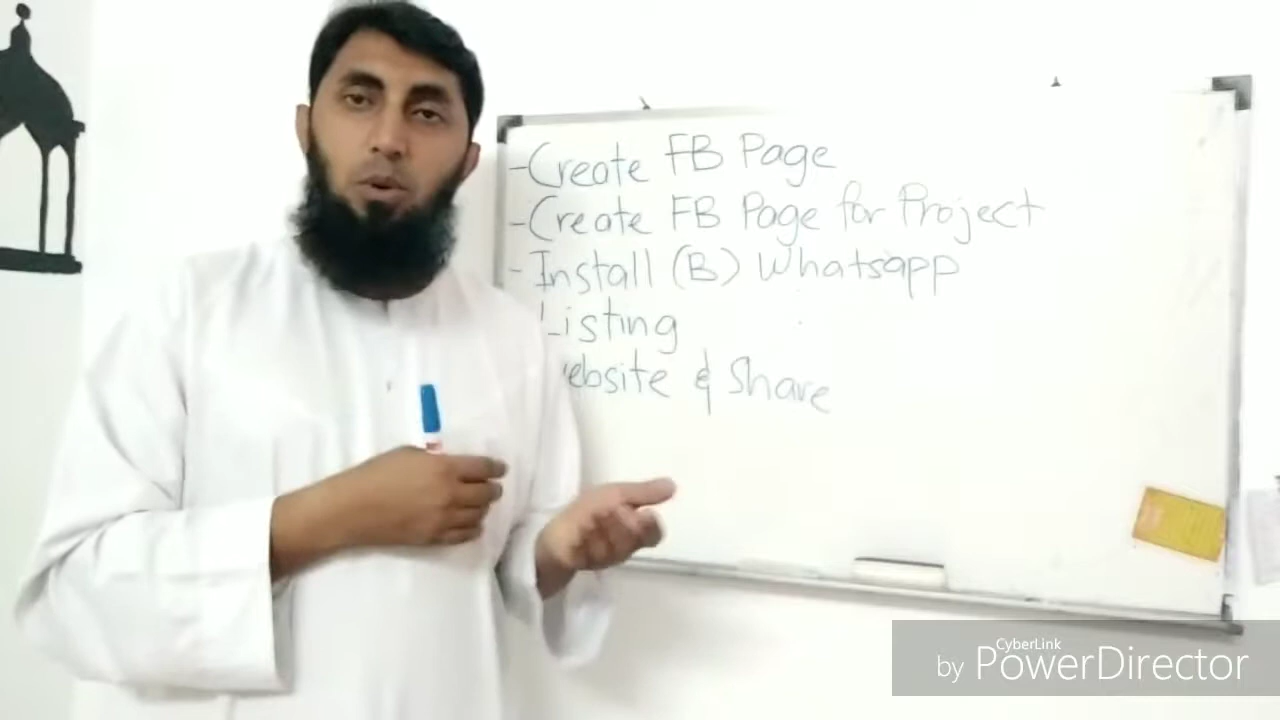 - Create FB Page
- Create FB Page for Project
- Install (B) Whatsapp
Listing
ebsite & Share
CyberLink
by PowerDirector